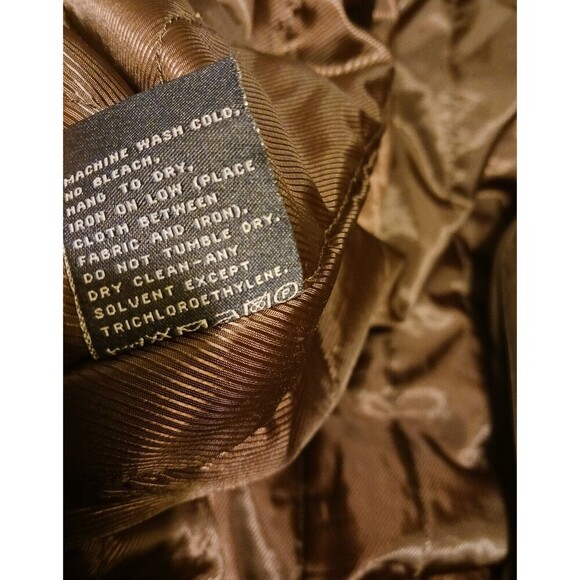 MACHINE WASH COLD.
NO BLEACH,
HANG TO DRY,
IRON ON LOW (PLACE
CLOTH BETWEEN
FABRIC AND IRON).
DO NOT TUMBLE DRY.
DRY CLEAN-ANY
SOLVENT EXCEPT
TRICHLOROETHYLENE.
P